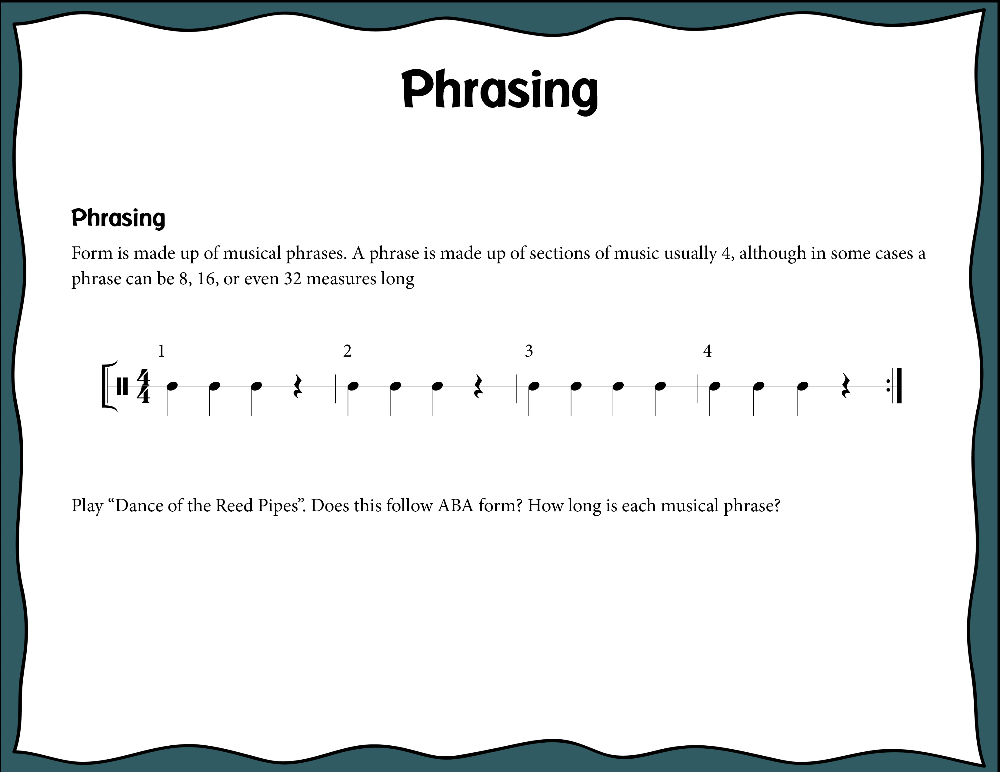 Phrasing
Phrasing
Form is made up of musical phrases. A phrase is made up of sections of music usually 4, although in some cases a
phrase can be 8, 16, or even 32 measures long
1 2 3 4
4
4
Play “Dance of the Reed Pipes”. Does this follow ABA form? How long is each musical phrase?